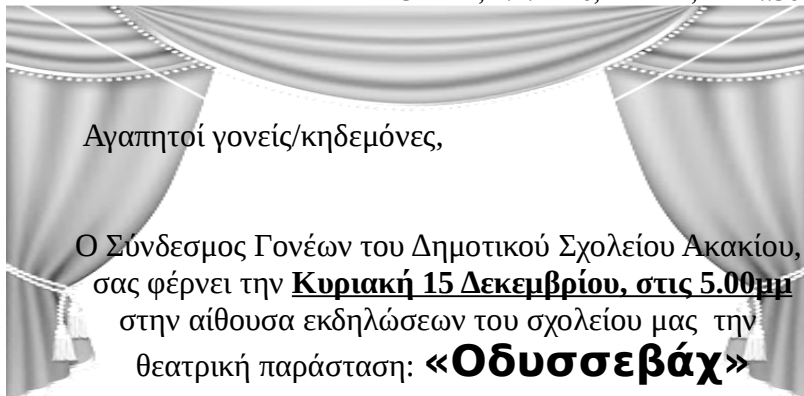 Αγαπητοί γονείς/κηδεμόνες,
Ο Σύνδεσμος Γονέων του Δημοτικού Σχολείου Ακακίου,
σας φέρνει την Κυριακή 15 Δεκεμβρίου, στις 5.00μμ
στην αίθουσα εκδηλώσεων του σχολείου μας την
θεατρική παράσταση: «Οδυσσεβάχ»